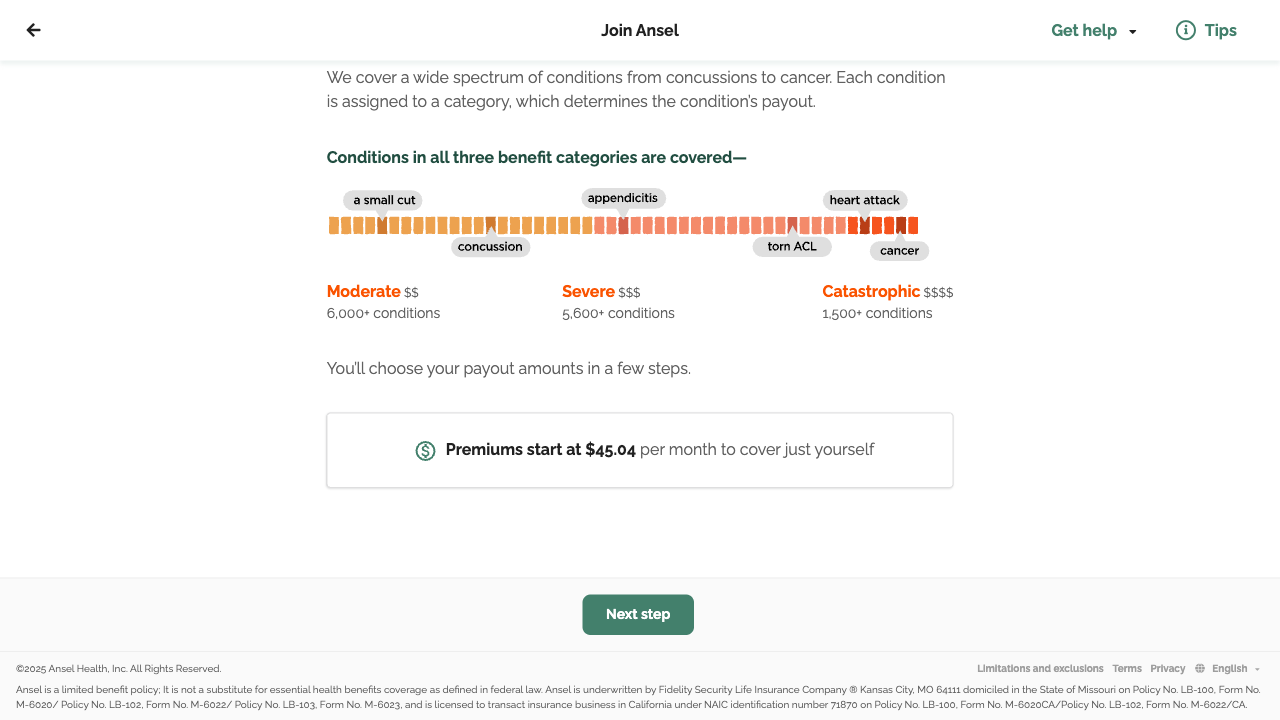 Join Ansel
Get help
Tips
We cover a wide spectrum of conditions from concussions to cancer. Each condition
is assigned to a category, which determines the condition’s payout.
Conditions in all three benefit categories are covered—
a small cut
appendicitis
heart attack
concussion
torn ACL
cancer
Moderate $$
6,000+ conditions
Severe $$$
5,600+ conditions
Catastrophic $$$$
1,500+ conditions
You’ll choose your payout amounts in a few steps.
Premiums start at $45.04 per month to cover just yourself
Next step
©2025 Ansel Health, Inc. All Rights Reserved.
Limitations and exclusions Terms Privacy English
Ansel is a limited benefit policy; It is not a substitute for essential health benefits coverage as defined in federal law. Ansel is underwritten by Fidelity Security Life Insurance Company ® Kansas City, MO 64111 domiciled in the State of Missouri on Policy No. LB-100, Form No.
M-6020/ Policy No. LB-102, Form No. M-6022/ Policy No. LB-103, Form No. M-6023, and is licensed to transact insurance business in California under NAIC identification number 71870 on Policy No. LB-100, Form No. M-6020CA/Policy No. LB-102, Form No. M-6022/CA.